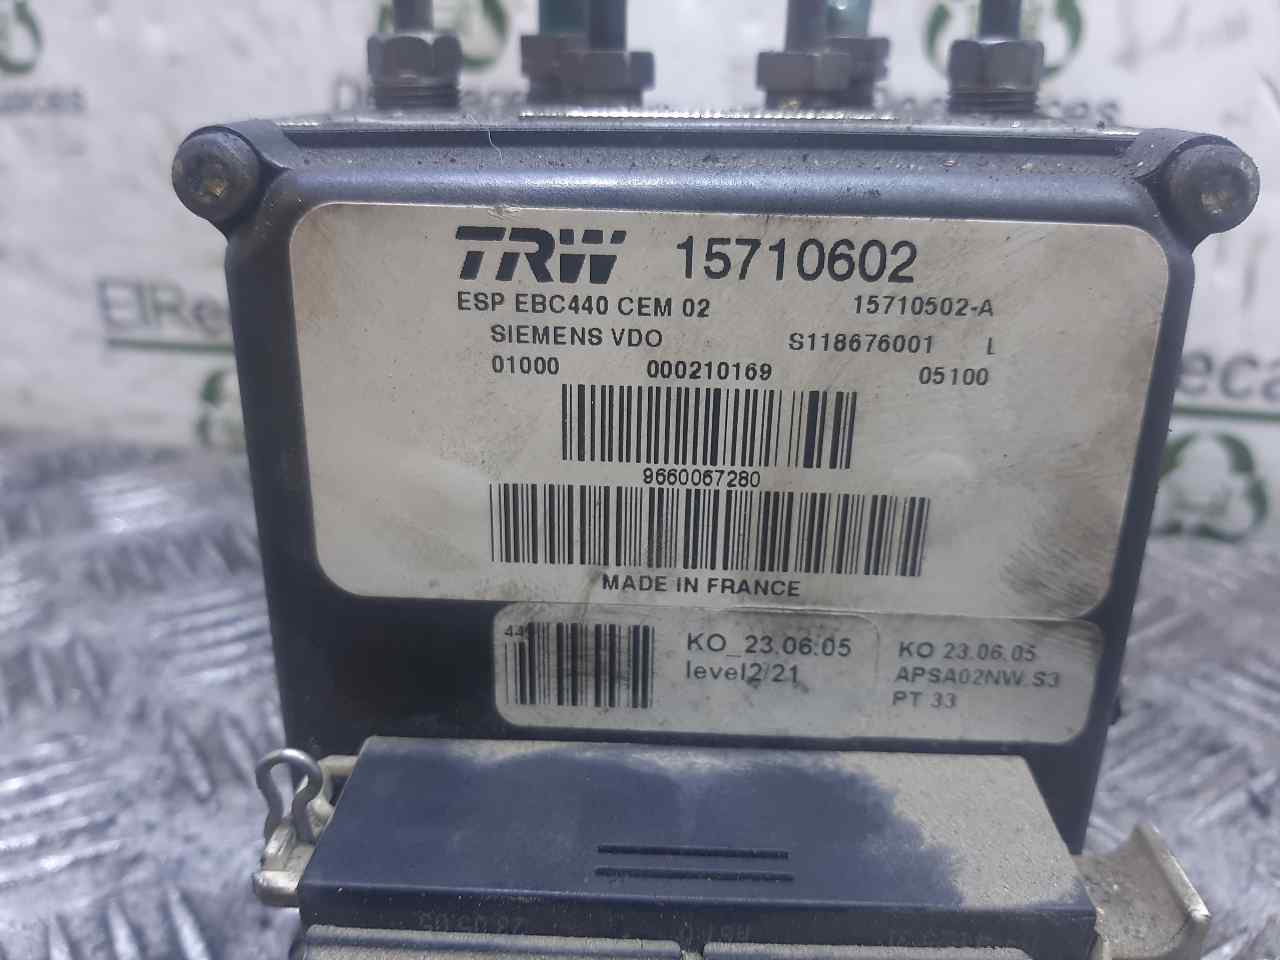 TRW 15710602
ESP EBC440 CEM 02 15710502-A
SIEMENS VDO S118676001 L
01000 000210169 05100
9660067280
MADE IN FRANCE
44
KO_23.06.05
level2/21
KO 23.06.05
APSA02NW.S3
PT 33